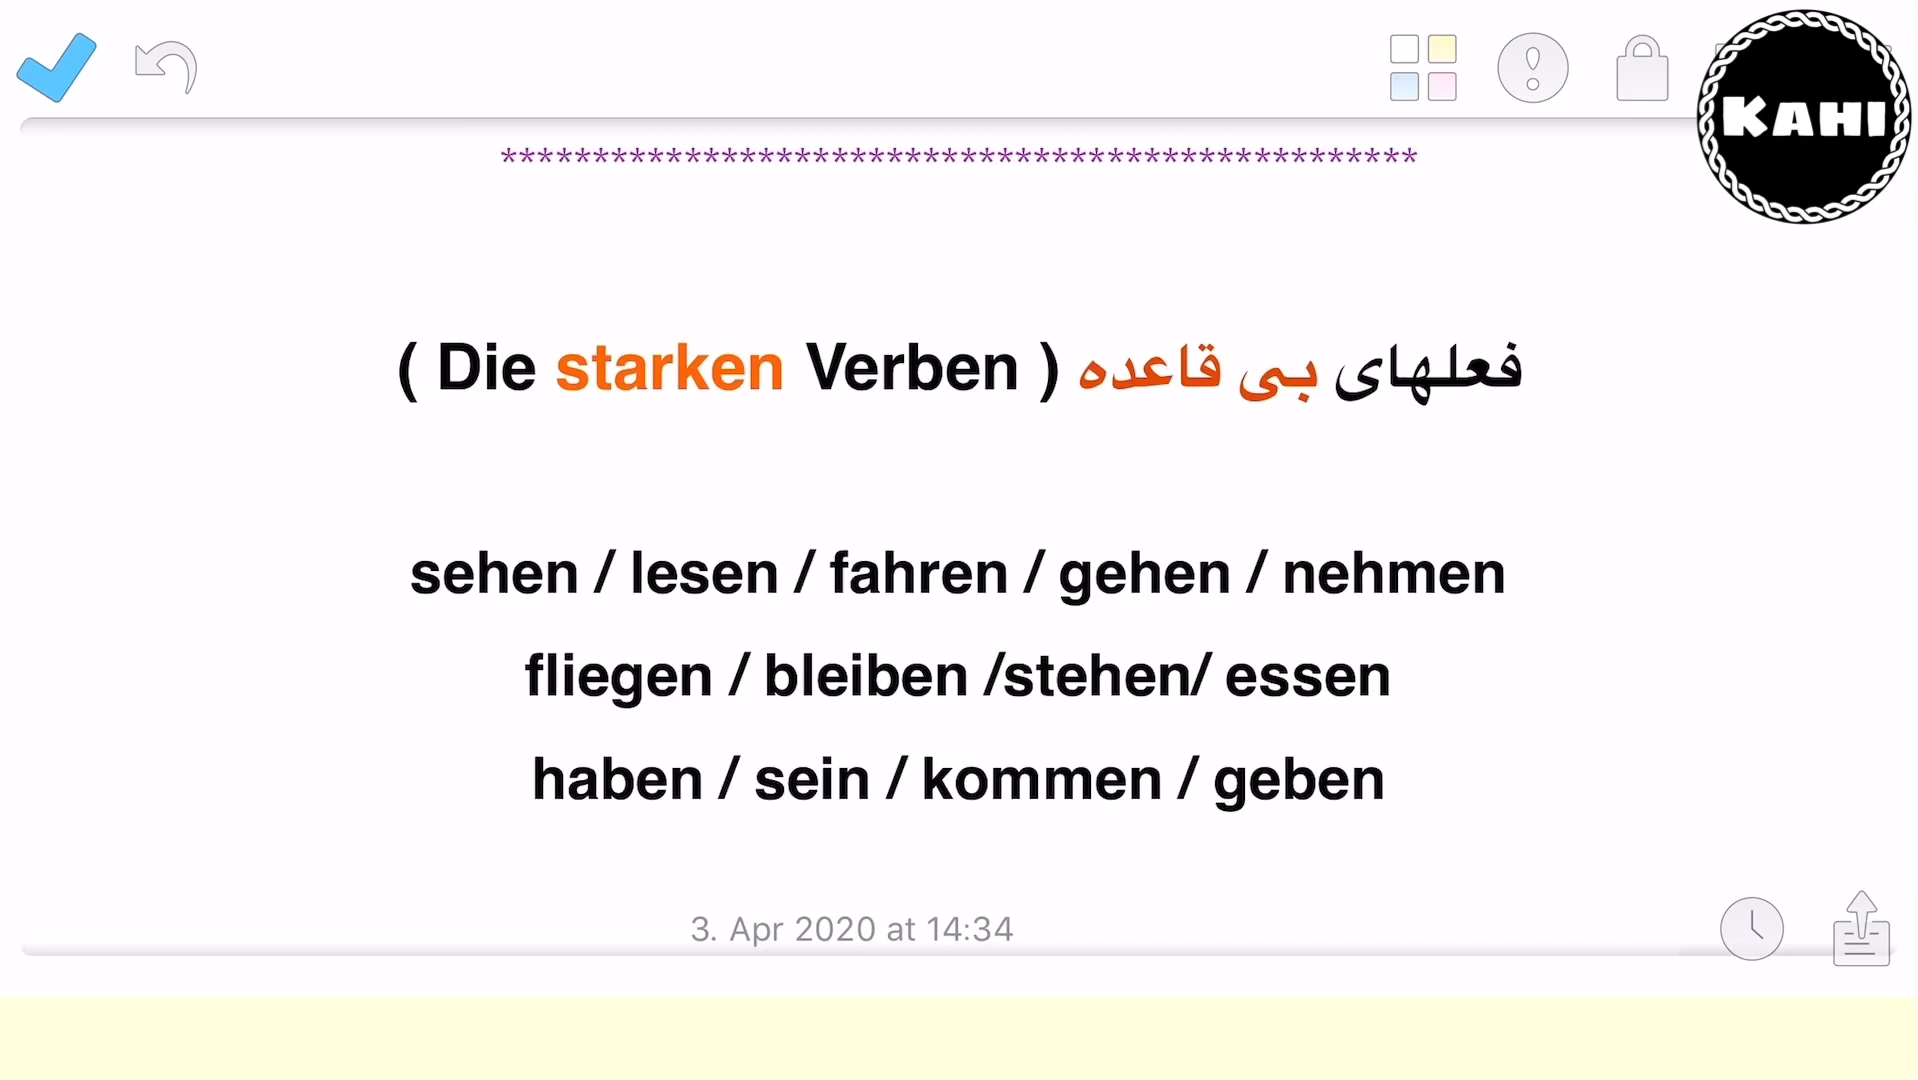 KAHI
**************************************************
فعلهای بی قاعده ( Die starken Verben )
sehen / lesen / fahren / gehen / nehmen
fliegen / bleiben /stehen/ essen
haben / sein / kommen / geben
3. Apr 2020 at 14:34